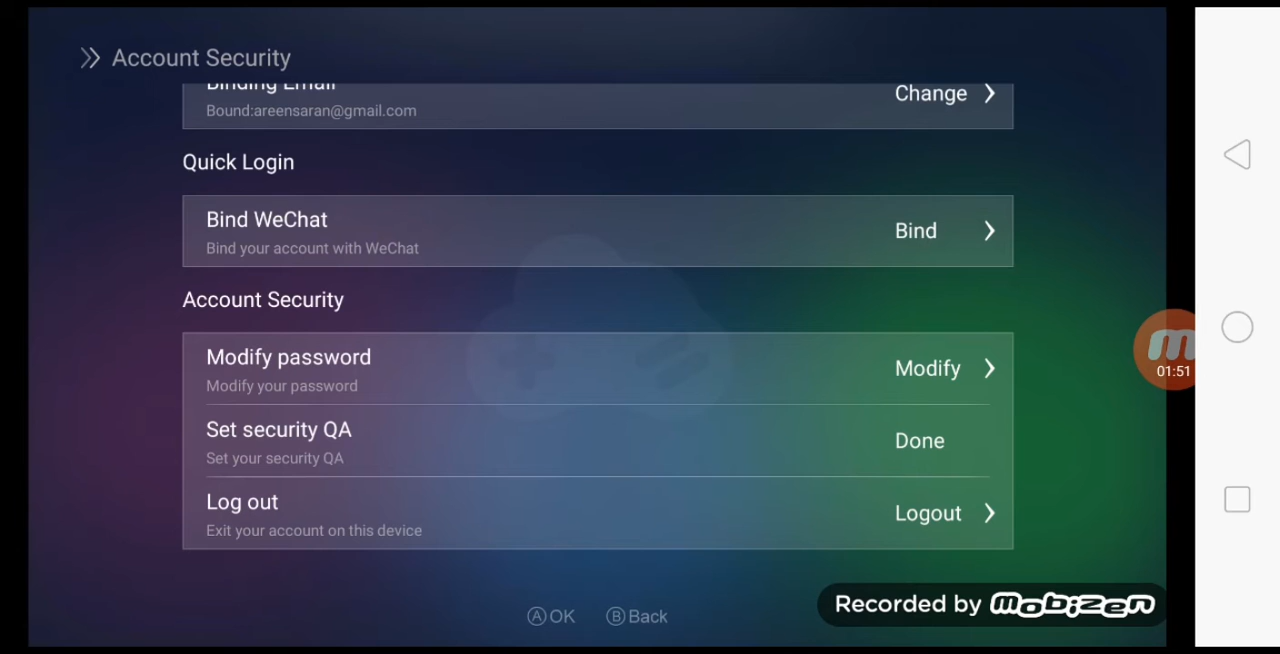 Account Security
Binding Email
Bound:areensaran@gmail.com
Change
Quick Login
Bind WeChat
Bind your account with WeChat
Bind
Account Security
Modify password
Modify your password
Modify
Set security QA
Set your security QA
Done
Log out
Exit your account on this device
Logout
A OK
B Back
Recorded by mobizen
m
01:51